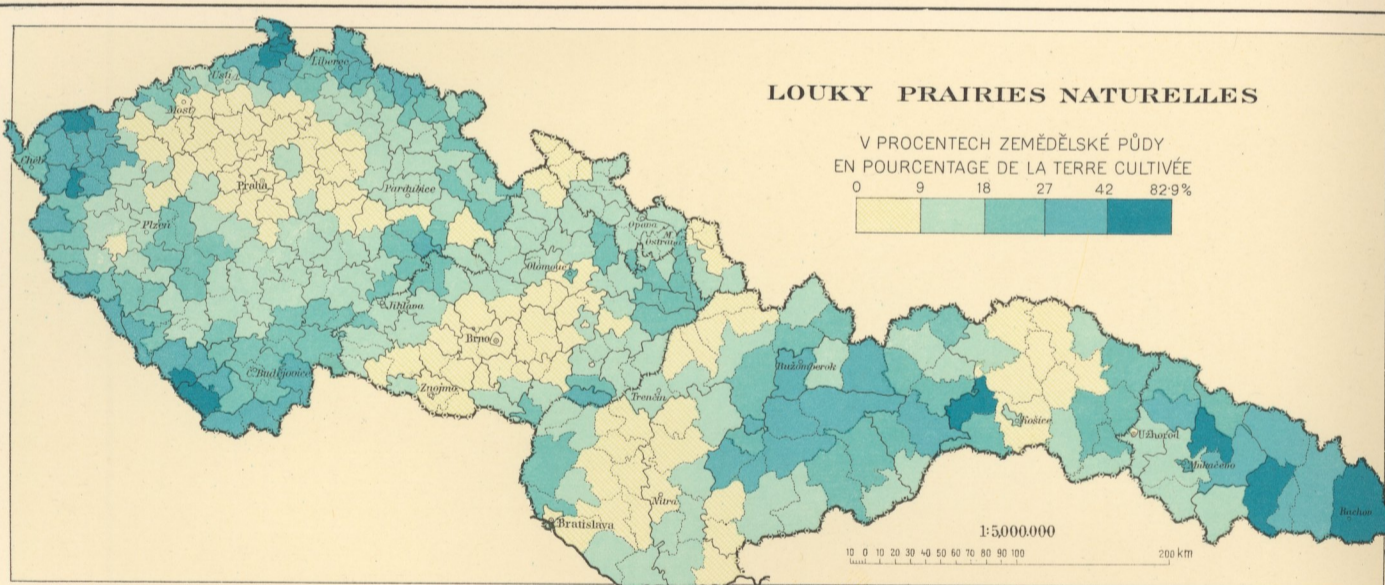 LOUKY PRAIRIES NATURELLES
V PROCENTECH ZEMĚDĚLSKÉ PŮDY
EN POURCENTAGE DE LA TERRE CULTIVÉE
0 9 18 27 42 82·9%
Liberec
Ústí
Most
Cheb
Praha
Pardubice
Plzeň
Opava
M Ostrava
Olomouc
Jihlava
Brno
Č Budějovice
Znojmo
Ružomberok
Trenčín
Košice
Užhorod
Mukačevo
Nitra
Bratislava
Rachov
1:5,000.000
10 0 10 20 30 40 50 60 70 80 90 100 200 km